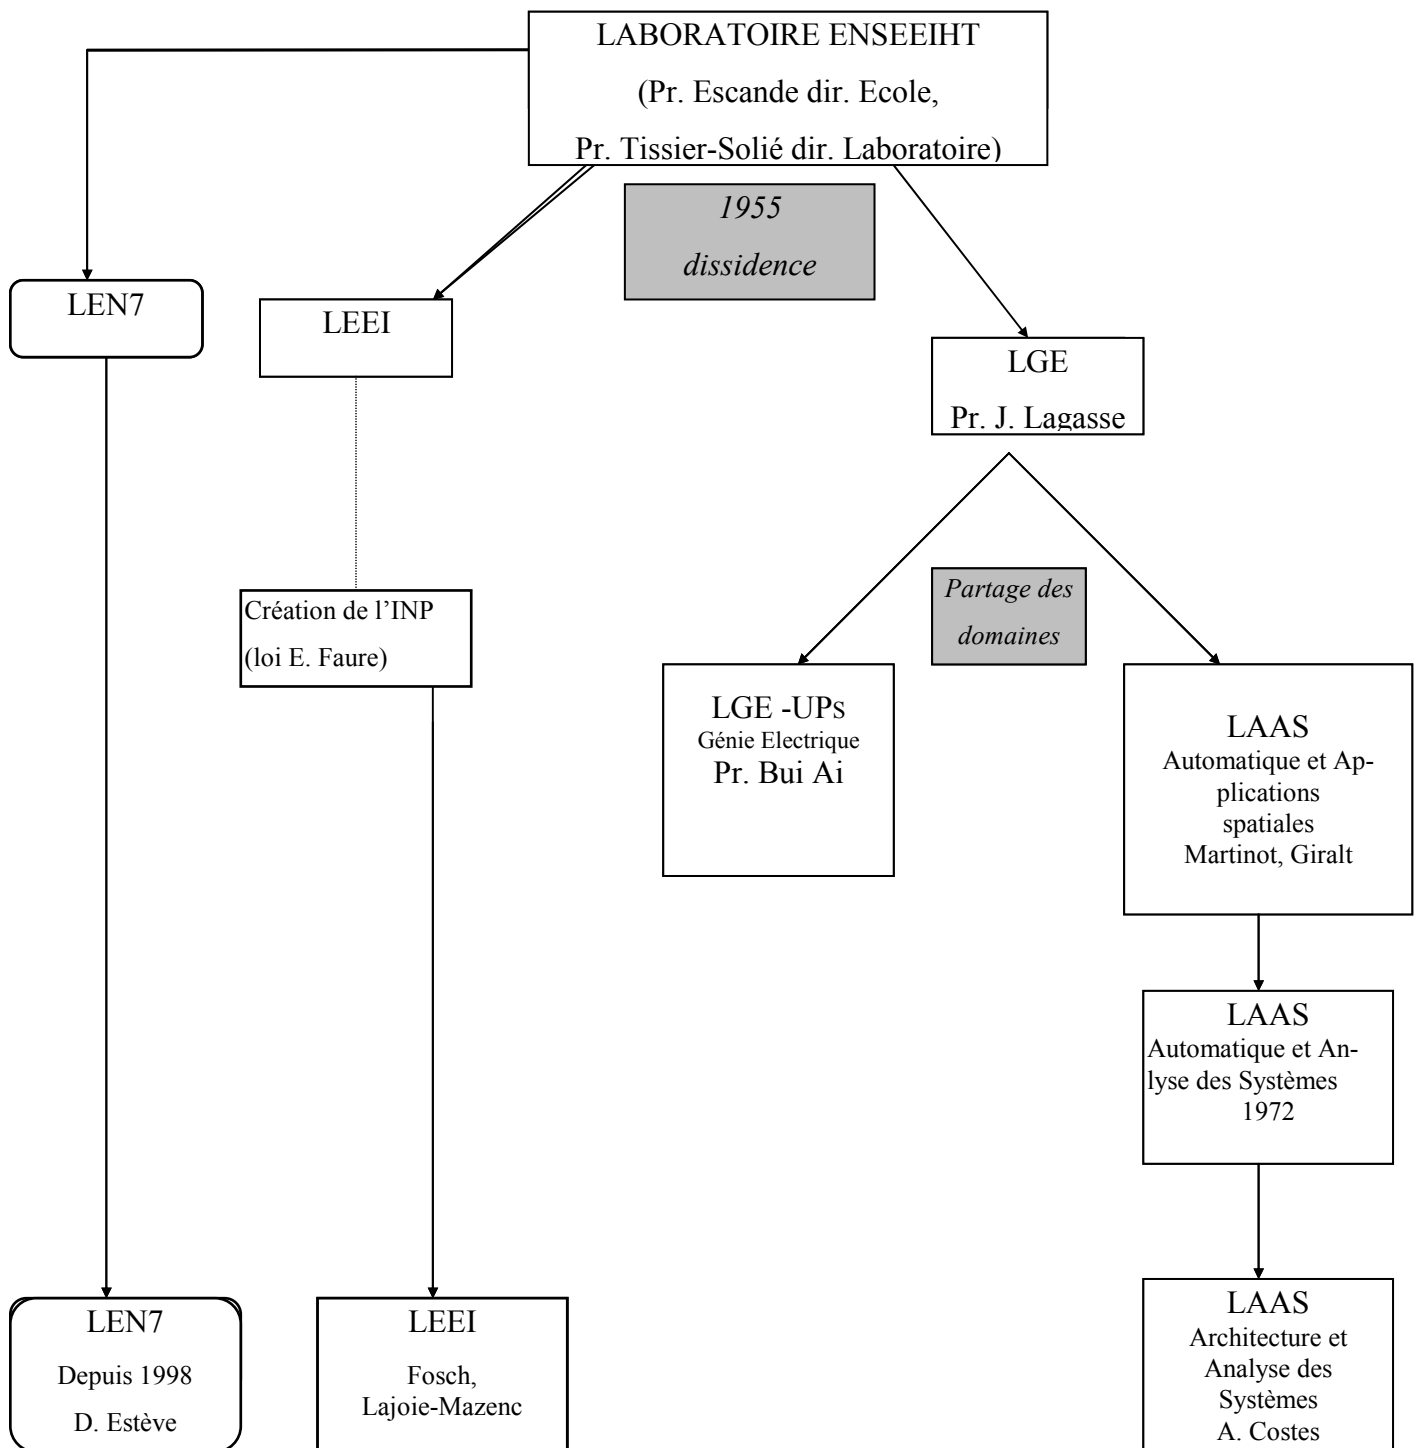 LABORATOIRE ENSEEIHT
(Pr. Escande dir. Ecole,
Pr. Tissier-Solié dir. Laboratoire)
1955
dissidence
LEN7
LEEI
LGE
Pr. J. Lagasse
Création de l’INP
(loi E. Faure)
Partage des
domaines
LGE -UPS
Génie Electrique
Pr. Bui Ai
LAAS
Automatique et Ap-
plications
spatiales
Martinot, Giralt
LAAS
Automatique et An-
lyse des Systèmes
1972
LEN7
Depuis 1998
D. Estève
LEEI
Fosch,
Lajoie-Mazenc
LAAS
Architecture et
Analyse des
Systèmes
A. Costes